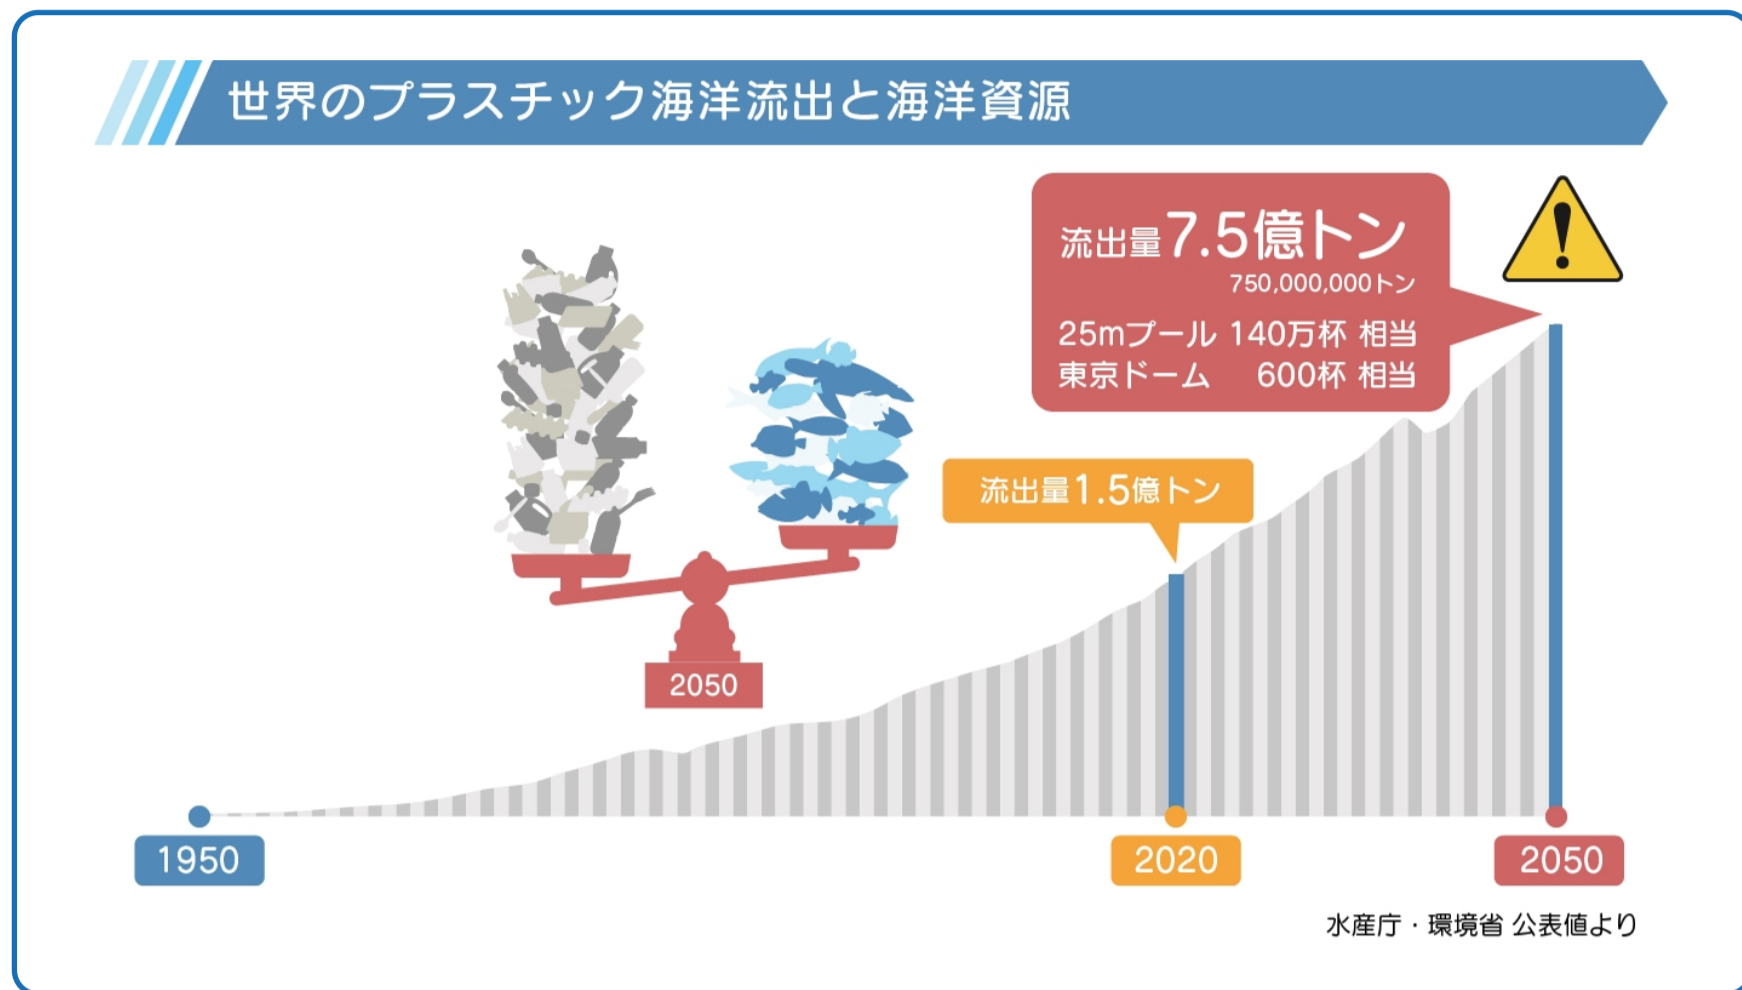 世界のプラスチック海洋流出と海洋資源
流出量7.5億トン
750,000,000トン
25mプール 140万杯 相当
東京ドーム 600杯 相当
流出量1.5億トン
2050
1950
2020
2050
水産庁・環境省 公表値より